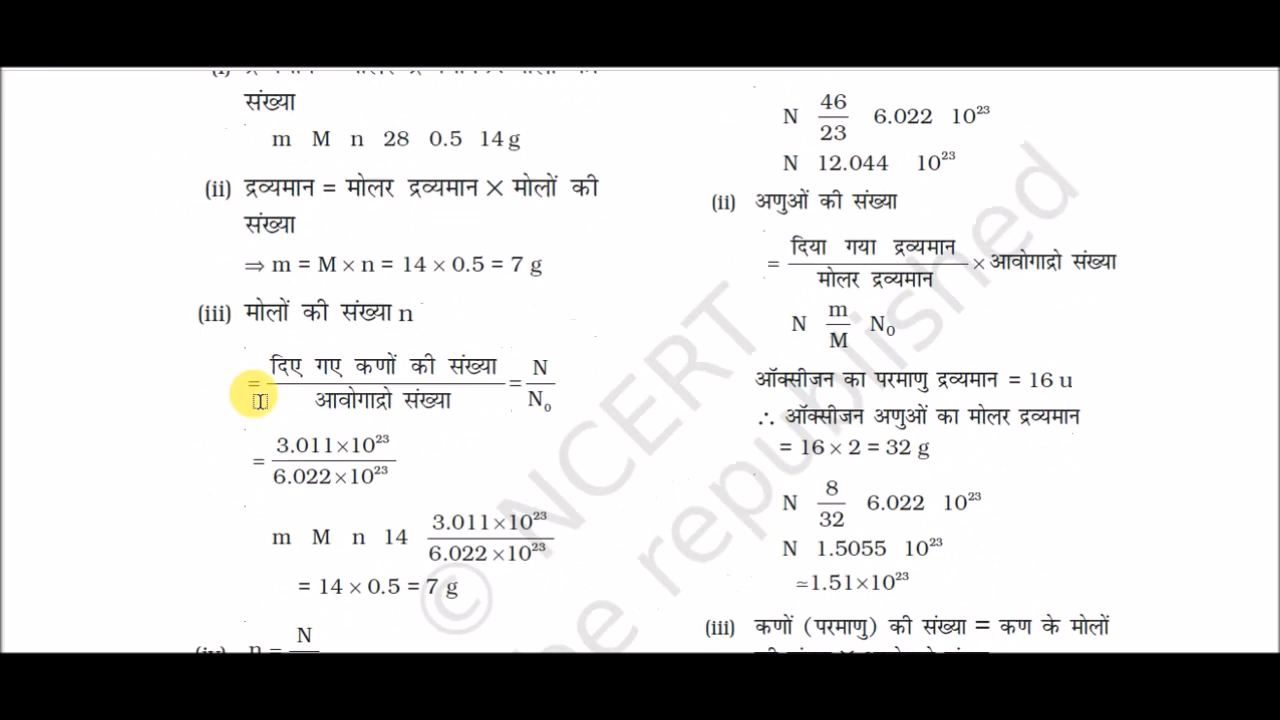 संख्या
m M n 28 0.5 14 g
(ii) द्रव्यमान = मोलर द्रव्यमान × मोलों की
संख्या
⇒ m = M × n = 14 × 0.5 = 7 g
(iii) मोलों की संख्या n
= दिए गए कणों की संख्या / आवोगाद्रो संख्या = N / N₀
= 3.011×10²³ / 6.022×10²³
m M n 14 3.011×10²³ / 6.022×10²³
= 14 × 0.5 = 7 g
(iv) n = N
N 46/23 6.022 10²³
N 12.044 10²³
(ii) अणुओं की संख्या
= दिया गया द्रव्यमान / मोलर द्रव्यमान × आवोगाद्रो संख्या
N m/M N₀
ऑक्सीजन का परमाणु द्रव्यमान = 16 u
∴ ऑक्सीजन अणुओं का मोलर द्रव्यमान
= 16 × 2 = 32 g
N 8/32 6.022 10²³
N 1.5055 10²³
≃1.51×10²³
(iii) कणों (परमाणु) की संख्या = कण के मोलों
© NCERT
be republished